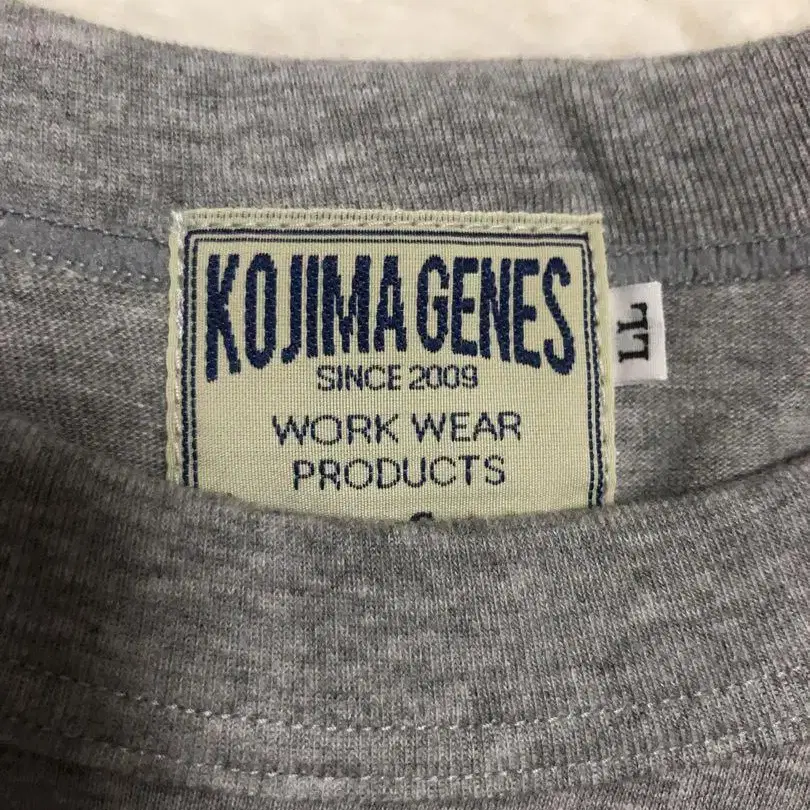 KOJIMA GENES
SINCE 2009
WORK WEAR
PRODUCTS
LL